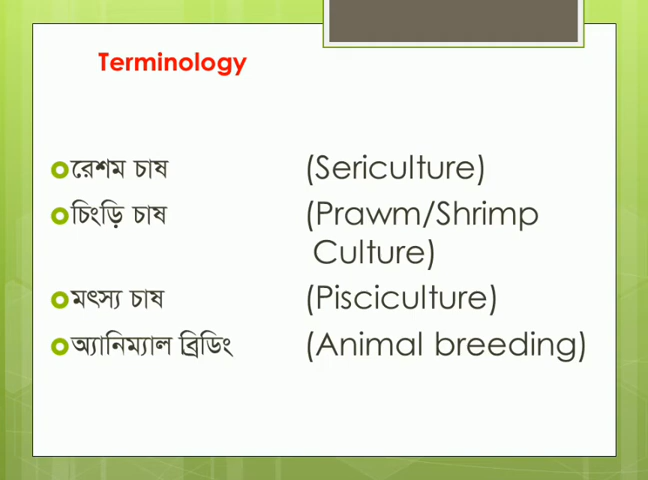 Terminology
রেশম চাষ (Sericulture)
চিংড়ি চাষ (Prawm/Shrimp
Culture)
মৎস্য চাষ (Pisciculture)
অ্যানিম্যাল ব্রিডিং (Animal breeding)